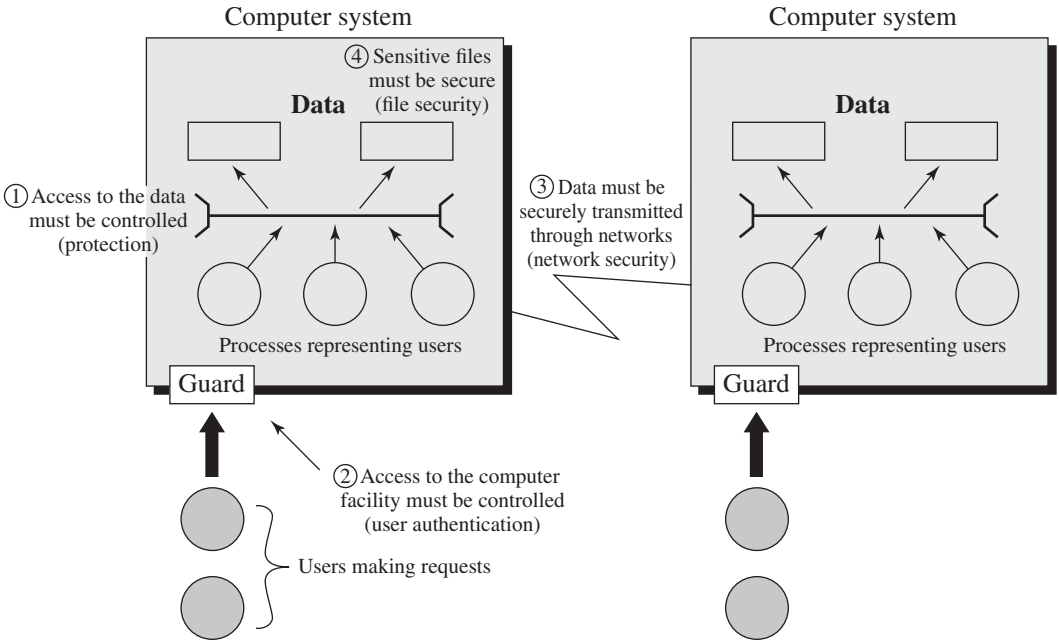 Computer system
④ Sensitive files
must be secure
(file security)
Data
① Access to the data
must be controlled
(protection)
Processes representing users
Guard
② Access to the computer
facility must be controlled
(user authentication)
Users making requests
③ Data must be
securely transmitted
through networks
(network security)
Computer system
Data
Processes representing users
Guard